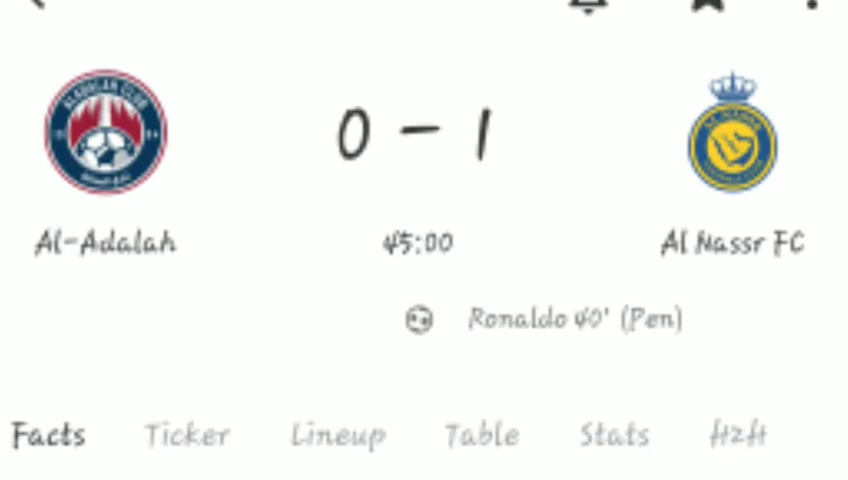 0 - 1
Al-Adalah 45:00 Al Nassr FC
Ronaldo 40' (Pen)
Facts Ticker Lineup Table Stats H2H